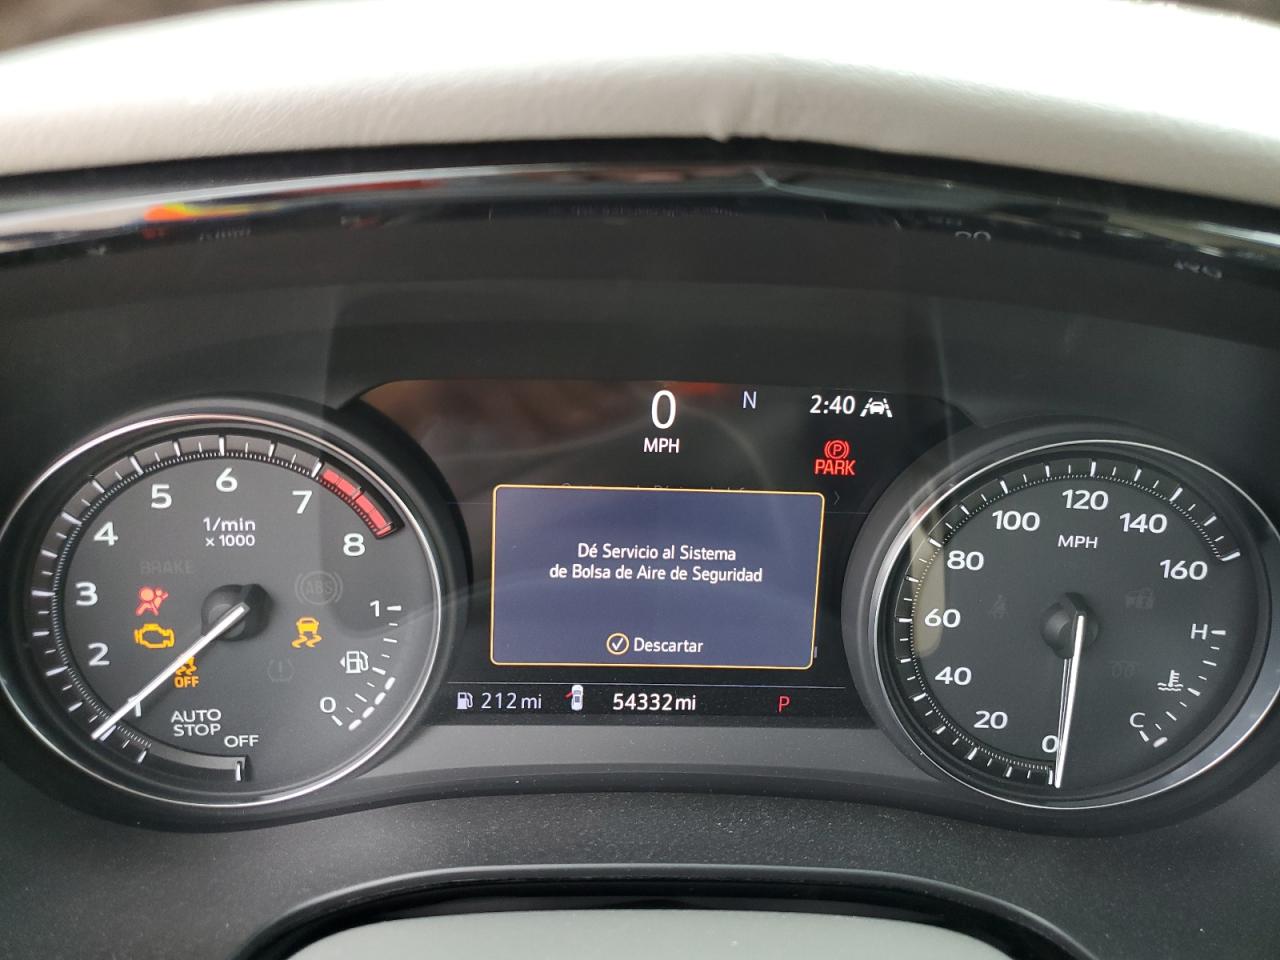 0
MPH
N
2:40
PARK
1/min
x 1000
1
2
3
4
5
6
7
8
BRAKE
ABS
OFF
AUTO
STOP
OFF
1
0
Dé Servicio al Sistema
de Bolsa de Aire de Seguridad
Descartar
212 mi
54332 mi
P
0
20
40
60
80
100
120
140
160
MPH
H
C